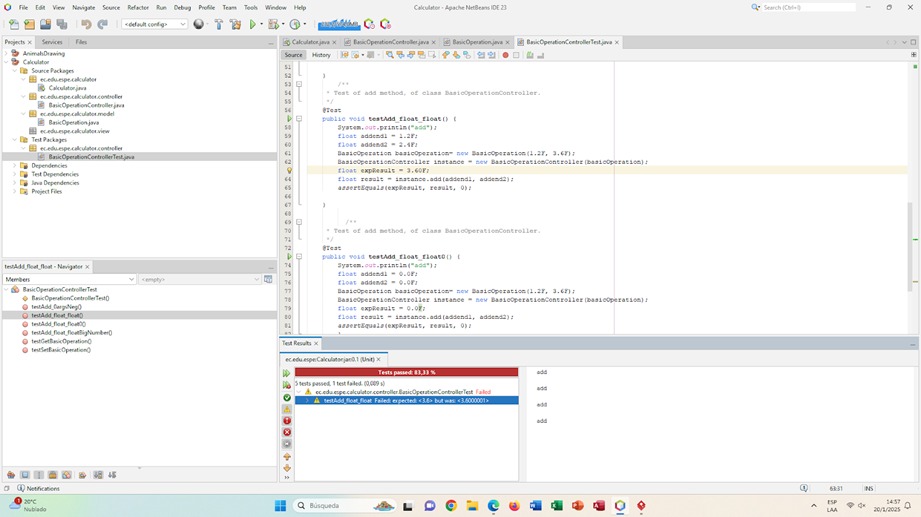 Calculator - Apache NetBeans IDE 23
File Edit View Navigate Source Refactor Run Debug Profile Team Tools Window Help
Search (Ctrl+I)
<default config>
Projects Services Files
AnimalsDrawing
Calculator
Source Packages
ec.edu.espe.calculator
Calculator.java
ec.edu.espe.calculator.controller
BasicOperationController.java
ec.edu.espe.calculator.model
BasicOperation.java
ec.edu.espe.calculator.view
Test Packages
ec.edu.espe.calculator.controller
BasicOperationControllerTest.java
Dependencies
Test Dependencies
Java Dependencies
Project Files
testAdd_float_float - Navigator
Members <empty>
BasicOperationControllerTest
BasicOperationControllerTest()
testAdd_0argsNeg()
testAdd_float_float()
testAdd_float_float0()
testAdd_float_floatBigNumber()
testGetBasicOperation()
testSetBasicOperation()
Calculator.java BasicOperationController.java BasicOperation.java BasicOperationControllerTest.java
Source History
51
52 }
53 /**
54 * Test of add method, of class BasicOperationController.
55 */
56 @Test
public void testAdd_float_float() {
58 System.out.println("add");
59 float addend1 = 1.2F;
60 float addend2 = 2.4F;
61 BasicOperation basicOperation= new BasicOperation(1.2F, 3.6F);
62 BasicOperationController instance = new BasicOperationController(basicOperation);
float expResult = 3.60F;
64 float result = instance.add(addend1, addend2);
65 assertEquals(expResult, result, 0);
66
67 }
68
69 /**
70 * Test of add method, of class BasicOperationController.
71 */
72 @Test
public void testAdd_float_float0() {
74 System.out.println("add");
75 float addend1 = 0.0F;
76 float addend2 = 0.0F;
77 BasicOperation basicOperation= new BasicOperation(1.2F, 3.6F);
78 BasicOperationController instance = new BasicOperationController(basicOperation);
79 float expResult = 0.0F;
80 float result = instance.add(addend1, addend2);
81 assertEquals(expResult, result, 0);
Test Results
ec.edu.espe:Calculator:jar:0.1 (Unit)
Tests passed: 83,33 %
5 tests passed, 1 test failed. (0,009 s)
ec.edu.espe.calculator.controller.BasicOperationControllerTest Failed
testAdd_float_float Failed: expected: <3.6> but was: <3.6000001>
add
add
add
add
Notifications
63:31 INS
20°C
Nublado
Búsqueda
ESP
LAA
14:57
20/1/2025